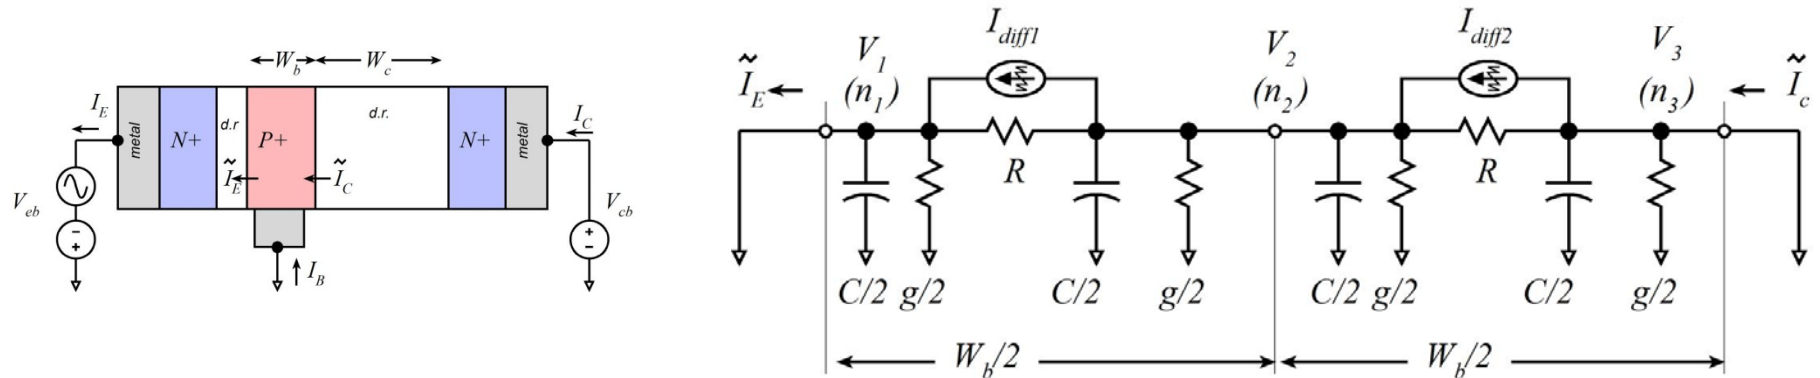 W_b W_c
I_E I_C
metal N+ d.r P+ d.r. N+ metal
Ĩ_E Ĩ_C
V_eb V_cb
− + + −
I_B
I_diff1 I_diff2
V_1 V_2 V_3
Ĩ_E (n_1) (n_2) (n_3) Ĩ_c
R R
C/2 g/2 C/2 g/2 C/2 g/2 C/2 g/2
W_b/2 W_b/2